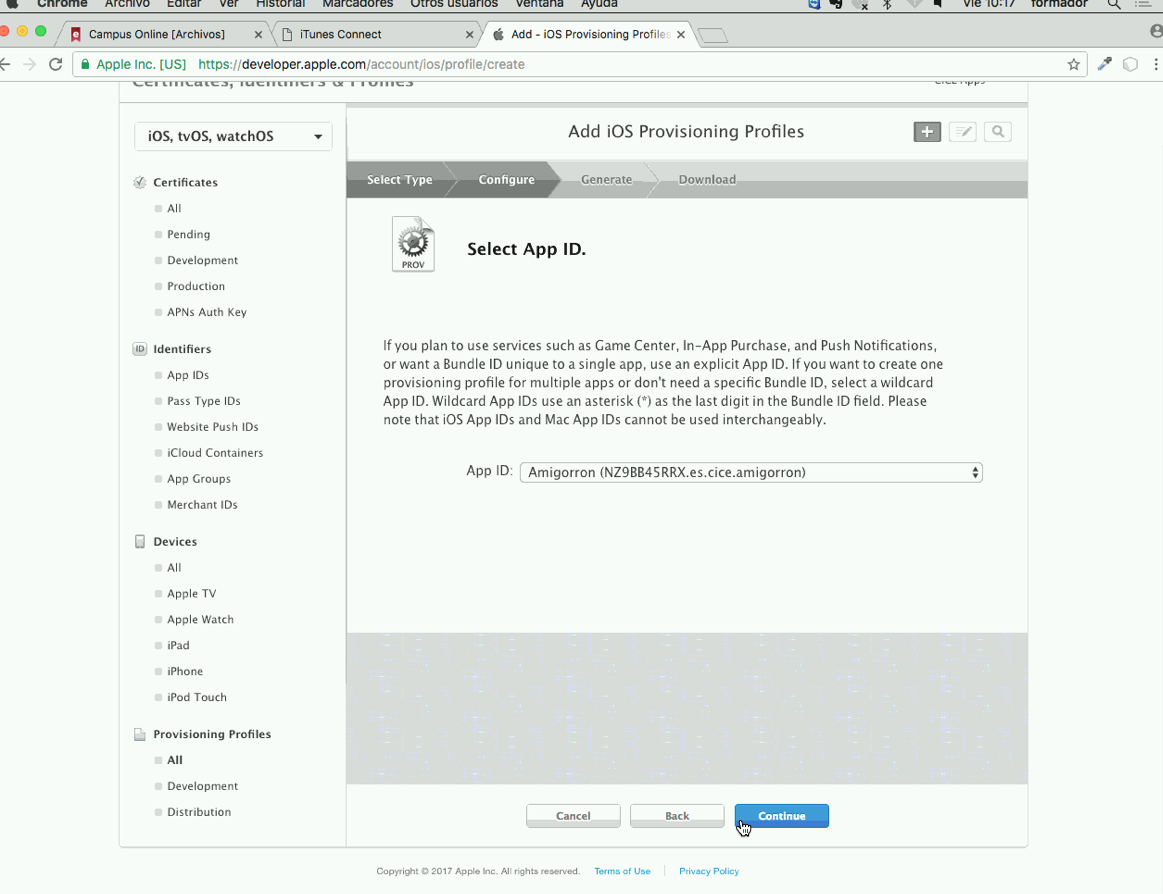 Chrome Archivo Editar Ver Historial Marcadores Otros usuarios Ventana Ayuda Vie 10:17 formador
Campus Online [Archivos] iTunes Connect Add - iOS Provisioning Profiles
Apple Inc. [US] https://developer.apple.com/account/ios/profile/create
Certificates, Identifiers & Profiles CICE Apps
iOS, tvOS, watchOS
Certificates
All
Pending
Development
Production
APNs Auth Key
ID Identifiers
App IDs
Pass Type IDs
Website Push IDs
iCloud Containers
App Groups
Merchant IDs
Devices
All
Apple TV
Apple Watch
iPad
iPhone
iPod Touch
Provisioning Profiles
All
Development
Distribution
Add iOS Provisioning Profiles
Select Type Configure Generate Download
PROV
Select App ID.
If you plan to use services such as Game Center, In-App Purchase, and Push Notifications,
or want a Bundle ID unique to a single app, use an explicit App ID. If you want to create one
provisioning profile for multiple apps or don't need a specific Bundle ID, select a wildcard
App ID. Wildcard App IDs use an asterisk (*) as the last digit in the Bundle ID field. Please
note that iOS App IDs and Mac App IDs cannot be used interchangeably.
App ID: Amigorron (NZ9BB45RRX.es.cice.amigorron)
Cancel Back Continue
Copyright © 2017 Apple Inc. All rights reserved. Terms of Use Privacy Policy